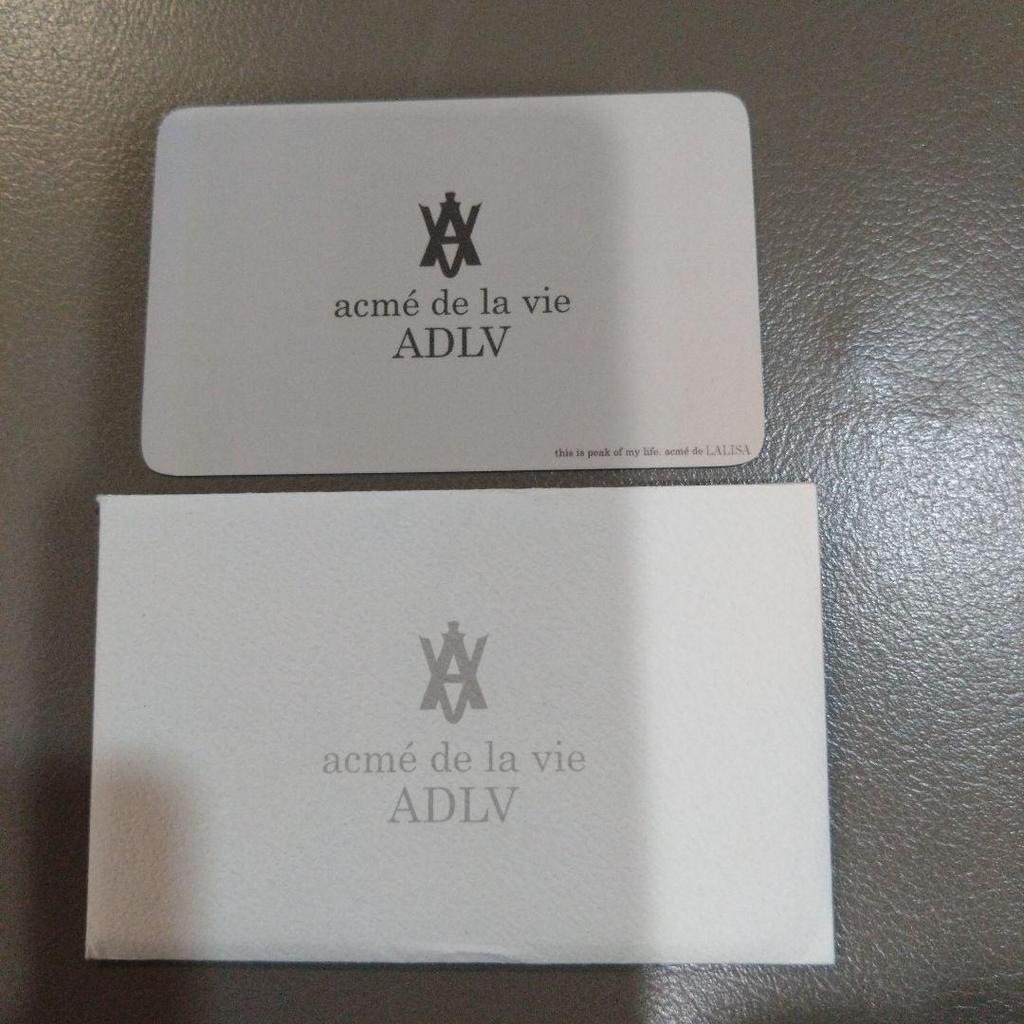 acmé de la vie
ADLV
this is peak of my life. acmé de LALISA
acmé de la vie
ADLV